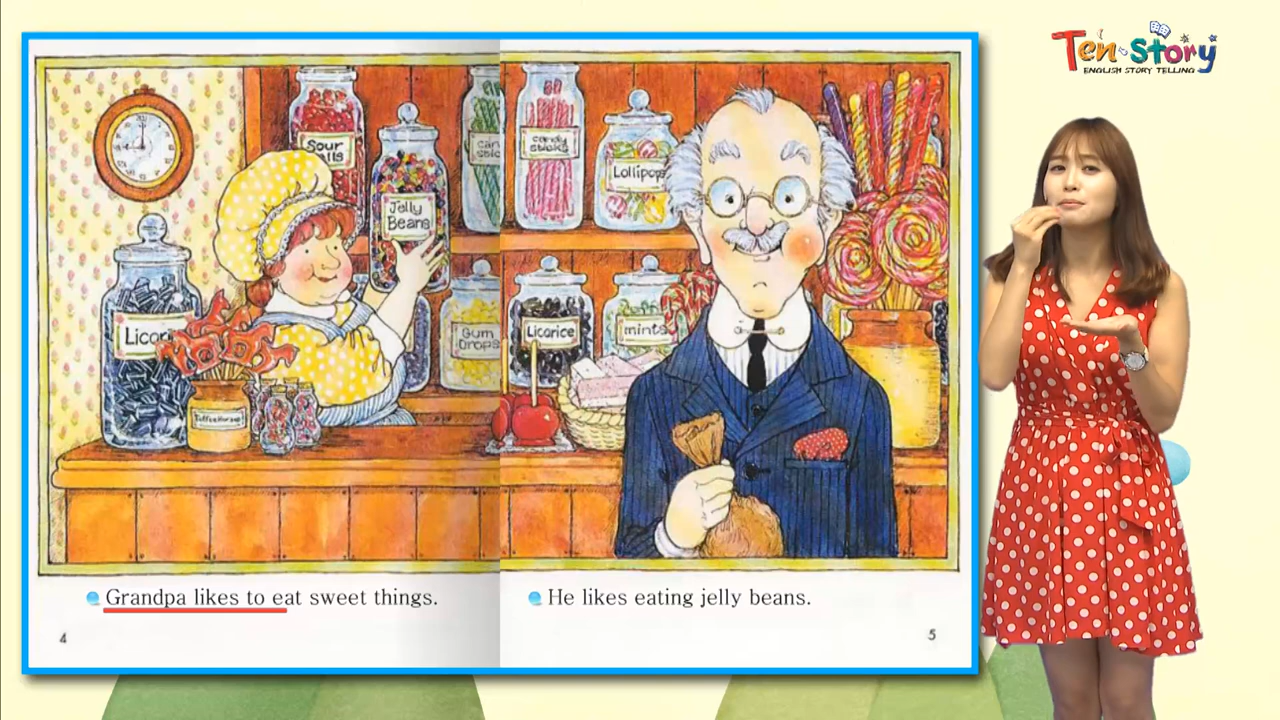 Ten Story
ENGLISH STORY TELLING
Sour
Jelly
Beans
candy
sticks
Lollipops
Licor
Gum
Drops
Licorice
mints
Grandpa likes to eat sweet things.
He likes eating jelly beans.
4
5